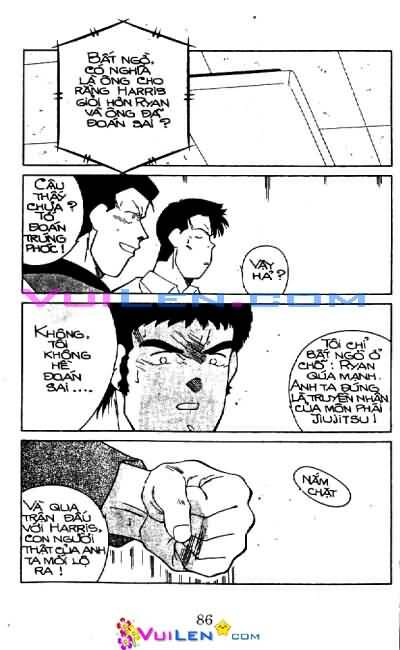 BẤT NGỜ,
CÓ NGHĨA
LÀ ÔNG CHO
RẰNG HARRIS
GIỎI HƠN RYAN
VÀ ÔNG ĐÃ
ĐOÁN SAI ?
CẬU
THẤY
CHƯA ?
TỚ
ĐOÁN
TRÚNG
PHÓC !
VẬY
HẢ ?
VUILEN.COM
KHÔNG,
TÔI
KHÔNG
HỀ
ĐOÁN
SAI ....
TÔI CHỈ
BẤT NGỜ Ở
CHỖ : RYAN
QÚA MẠNH.
ANH TA ĐÚNG
LÀ TRUYỀN NHÂN
CỦA MÔN PHÁI
JIUJITSU !
NẮM
CHẶT
VÀ QUA
TRẬN ĐẤU
VỚI HARRIS,
CON NGƯỜI
THẬT CỦA ANH
TA MỚI LỘ
RA !
86
VUILEN.COM